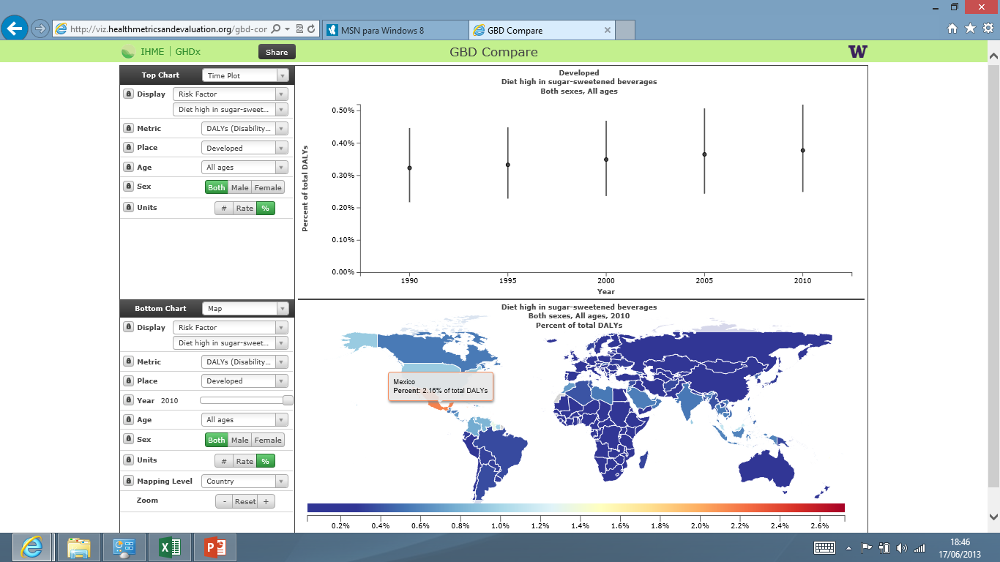 http://viz.healthmetricsandevaluation.org/gbd-cor
MSN para Windows 8
GBD Compare
IHME | GHDx
Share
GBD Compare
W
Top Chart Time Plot
Display Risk Factor
Diet high in sugar-sweet...
Metric DALYs (Disability...
Place Developed
Age All ages
Sex Both Male Female
Units # Rate %
Developed
Diet high in sugar-sweetened beverages
Both sexes, All ages
Percent of total DALYs
0.50%
0.40%
0.30%
0.20%
0.10%
0.00%
1990 1995 2000 2005 2010
Year
Bottom Chart Map
Display Risk Factor
Diet high in sugar-sweet...
Metric DALYs (Disability...
Place Developed
Year 2010
Age All ages
Sex Both Male Female
Units # Rate %
Mapping Level Country
Zoom - Reset +
Diet high in sugar-sweetened beverages
Both sexes, All ages, 2010
Percent of total DALYs
Mexico
Percent: 2.16% of total DALYs
0.2% 0.4% 0.6% 0.8% 1.0% 1.2% 1.4% 1.6% 1.8% 2.0% 2.2% 2.4% 2.6%
18:46
17/06/2013